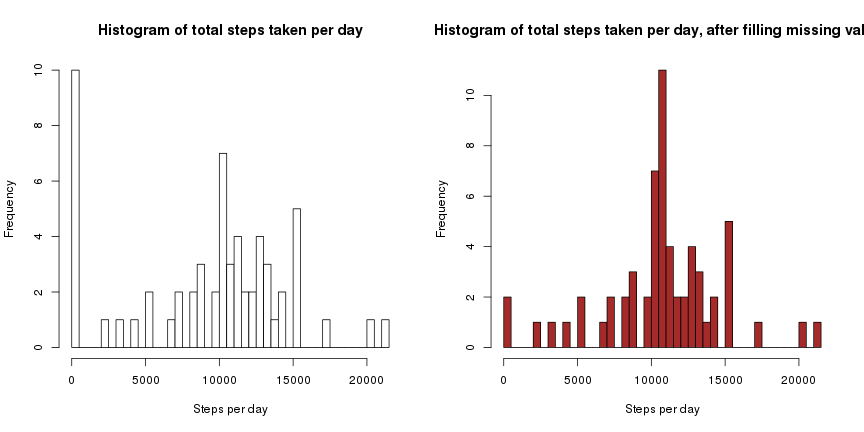 Histogram of total steps taken per day
Frequency
0
2
4
6
8
10
0 5000 10000 15000 20000
Steps per day
Histogram of total steps taken per day, after filling missing val
Frequency
0
2
4
6
8
10
0 5000 10000 15000 20000
Steps per day